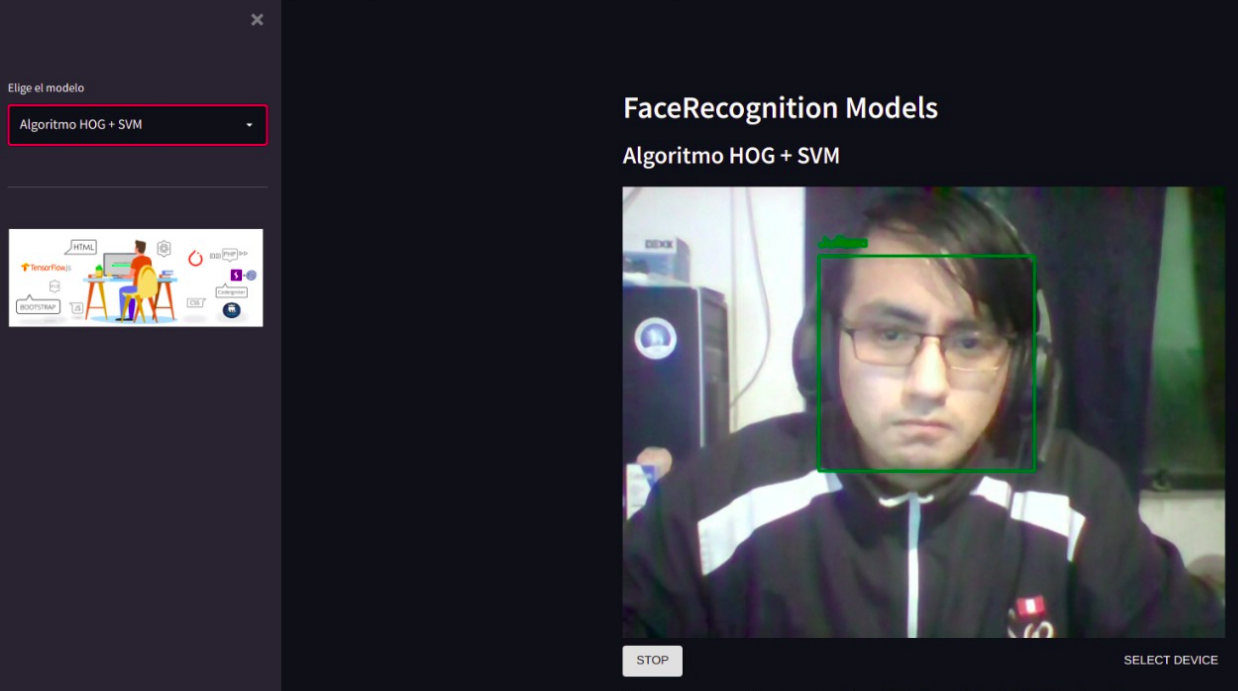 ×
Elige el modelo
Algoritmo HOG + SVM
HTML
TensorFlow.js
PHP
BOOTSTRAP
JS
CSS
Codeigniter
FaceRecognition Models
Algoritmo HOG + SVM
DEXX
STOP
SELECT DEVICE